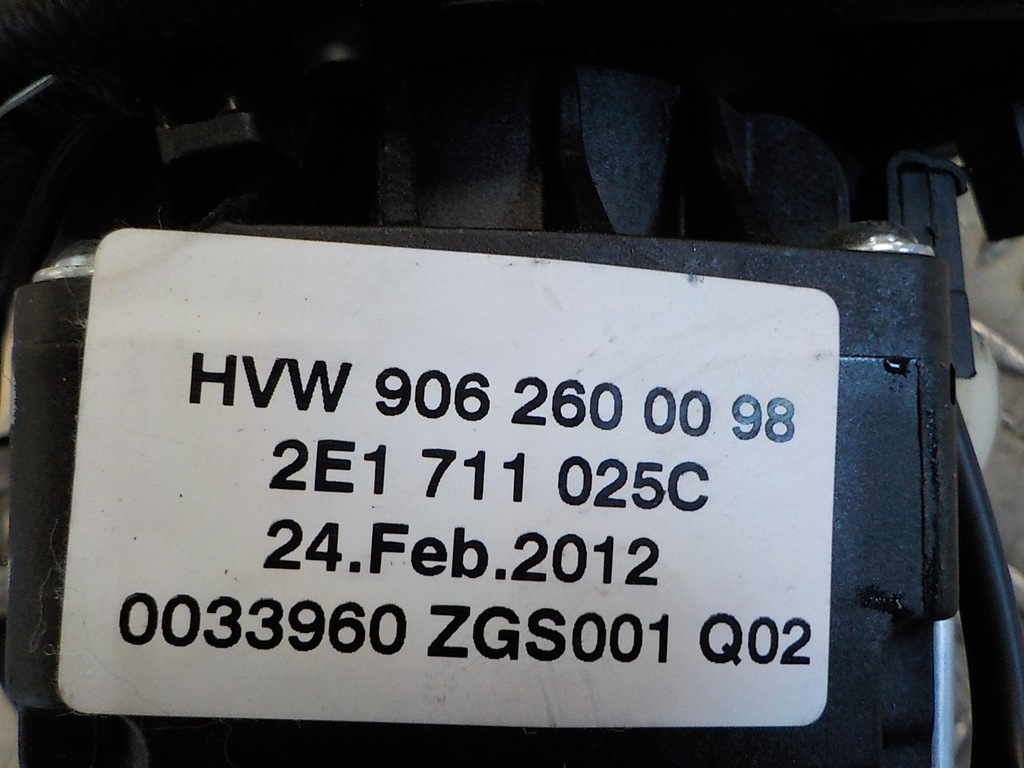 HVW 906 260 00 98
2E1 711 025C
24.Feb.2012
0033960 ZGS001 Q02